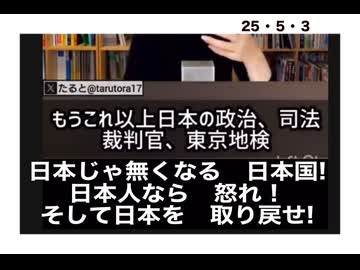 25・5・3
X たると@tarutora17
もうこれ以上日本の政治、司法
裁判官、東京地検
日本じゃ無くなる 日本国!
日本人なら 怒れ!
そして日本を 取り戻せ!